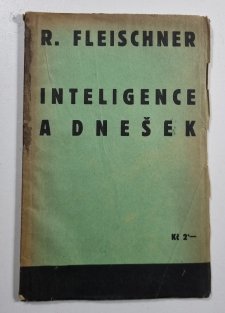 R. FLEISCHNER
INTELIGENCE
A DNEŠEK
Kč 2·—